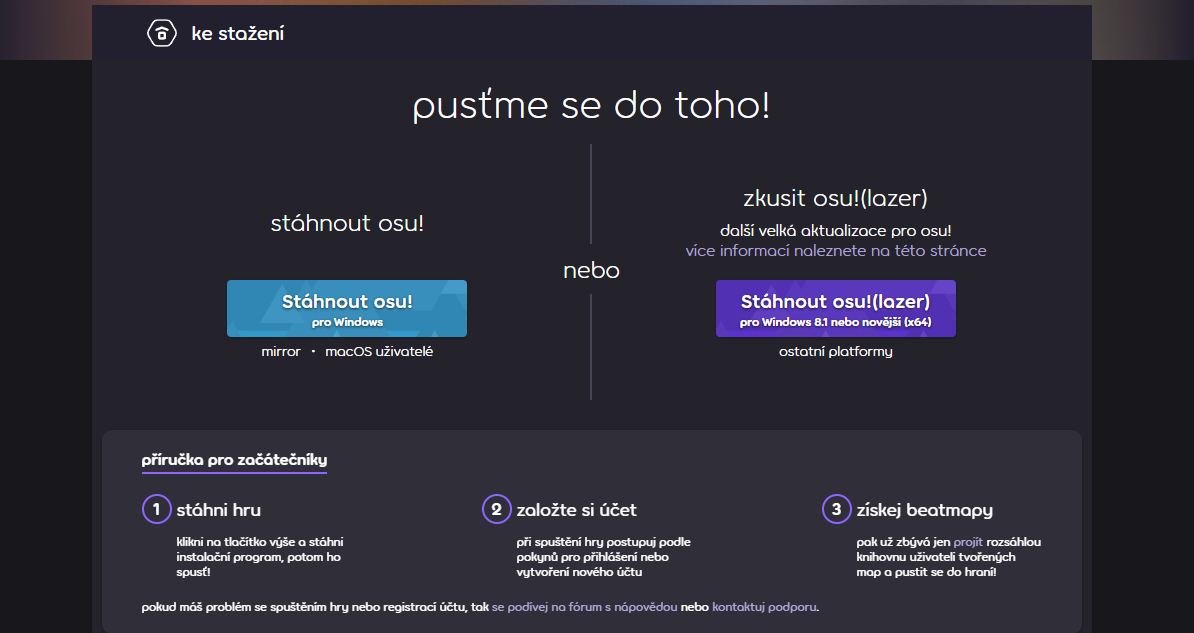 ke stažení
pusťme se do toho!
stáhnout osu!
Stáhnout osu!
pro Windows
mirror · macOS uživatelé
nebo
zkusit osu!(lazer)
další velká aktualizace pro osu!
více informací naleznete na této stránce
Stáhnout osu!(lazer)
pro Windows 8.1 nebo novější (x64)
ostatní platformy
příručka pro začátečníky
1 stáhni hru
klikni na tlačítko výše a stáhni
instalační program, potom ho
spusť!
2 založte si účet
při spuštění hry postupuj podle
pokynů pro přihlášení nebo
vytvoření nového účtu
3 získej beatmapy
pak už zbývá jen projít rozsáhlou
knihovnu uživateli tvořených
map a pustit se do hraní!
pokud máš problém se spuštěním hry nebo registrací účtu, tak se podívej na fórum s nápovědou nebo kontaktuj podporu.